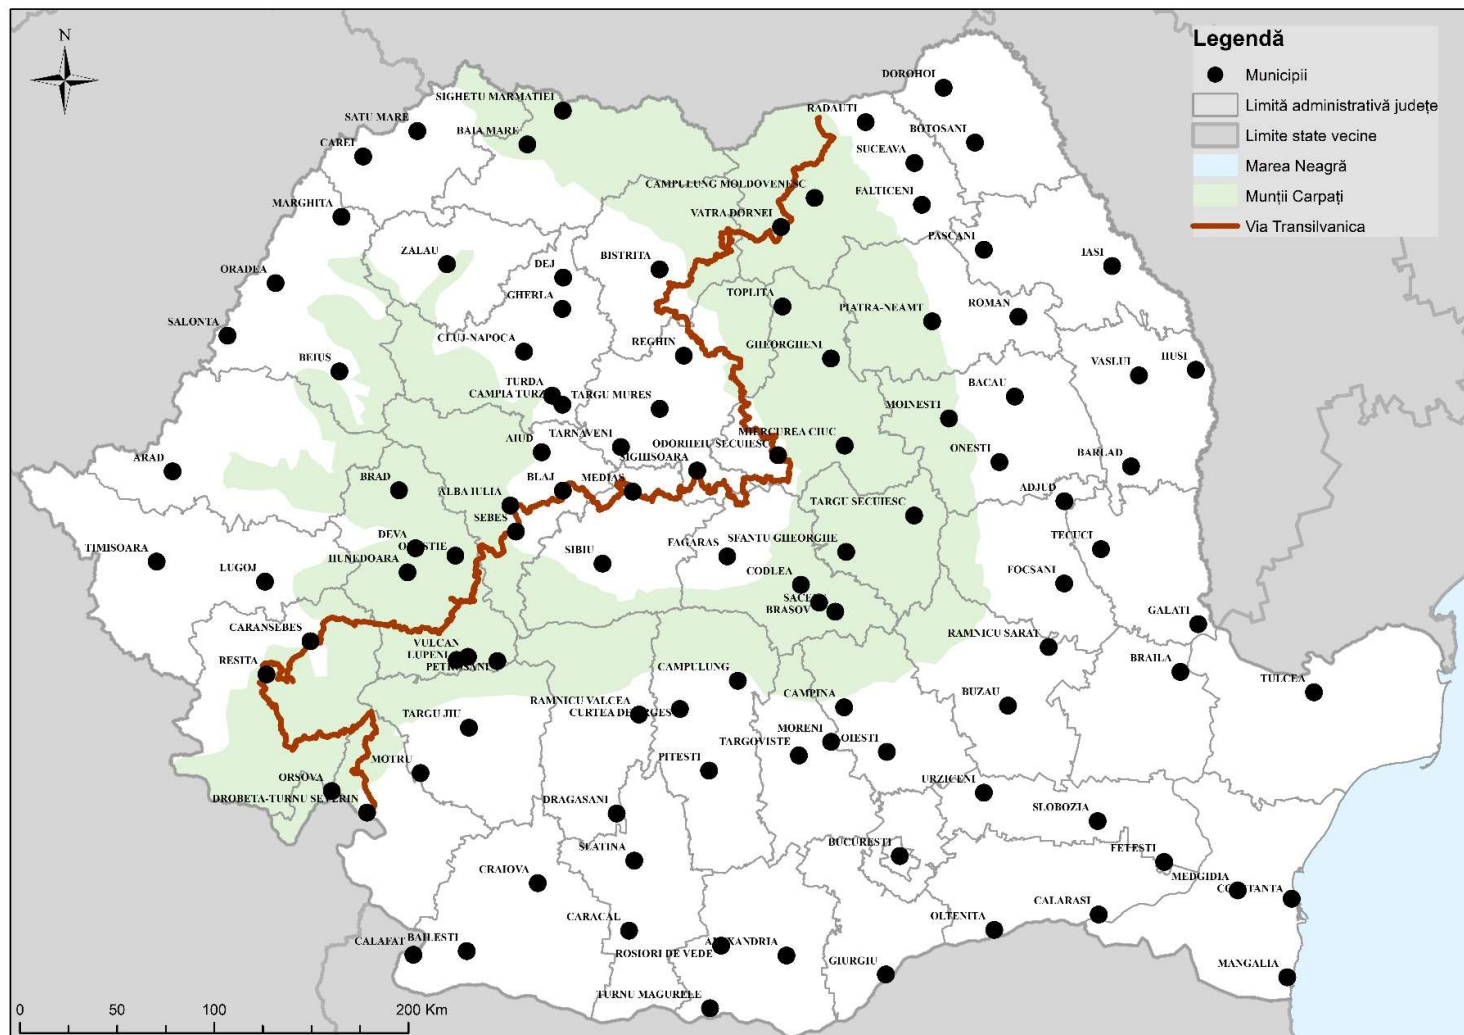 N
Legendă
Municipii
Limită administrativă județe
Limite state vecine
Marea Neagră
Munții Carpați
Via Transilvanica
DOROHOI
SIGHETU MARMATIEI
RADAUTI
SATU MARE
BAIA MARE
BOTOSANI
CAREI
SUCEAVA
CAMPULUNG MOLDOVENESC
FALTICENI
MARGHITA
VATRA DORNEI
PASCANI
ZALAU
IASI
BISTRITA
ORADEA
DEJ
GHERLA
TOPLITA
ROMAN
PIATRA-NEAMT
SALONTA
CLUJ-NAPOCA
REGHIN
GHEORGHENI
BEIUS
VASLUI
HUSI
TURDA
BACAU
CAMPIA TURZ
TARGU MURES
MOINESTI
TARNAVENI
MIERCUREA CIUC
AIUD
ODORHEIU SECUIESC
ONESTI
SIGHISOARA
BARLAD
ARAD
BRAD
BLAJ
MEDIAS
ALBA IULIA
ADJUD
TARGU SECUIESC
SEBES
DEVA
TIMISOARA
SIBIU
FAGARAS
SFANTU GHEORGHE
TECUCI
HUNEDOARA
LUGOJ
CODLEA
FOCSANI
SACE
BRASOV
GALATI
CARANSEBES
VULCAN
RAMNICU SARAT
LUPENI
RESITA
CAMPULUNG
BRAILA
TULCEA
RAMNICU VALCEA
CAMPINA
BUZAU
TARGU JIU
MORENI
TARGOVISTE
OIESTI
MOTRU
PITESTI
ORSOVA
URZICENI
DROBETA-TURNU SEVERIN
DRAGASANI
SLOBOZIA
SLATINA
BUCURESTI
FETESTI
CRAIOVA
MEDGIDIA
CARACAL
CALARASI
OLTENITA
CALAFAT
BAILESTI
ROSIORI DE VEDE
GIURGIU
MANGALIA
TURNU MAGURELE
0 50 100 200 Km